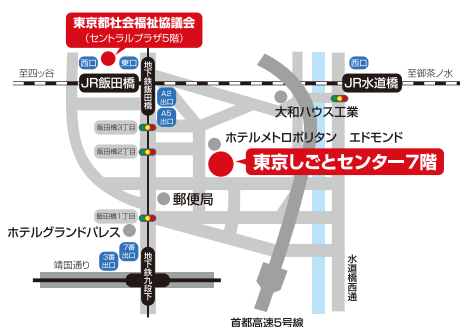 東京都社会福祉協議会
(セントラルプラザ5階)
西口
東口
西口
至四ッ谷
JR飯田橋
地下鉄飯田橋
JR水道橋
至御茶ノ水
A2
出口
A5
出口
大和ハウス工業
飯田橋3丁目
ホテルメトロポリタン　エドモンド
飯田橋2丁目
東京しごとセンター7階
郵便局
飯田橋1丁目
ホテルグランドパレス
7番
出口
3番
出口
地下鉄九段下
靖国通り
水道橋西通
首都高速5号線